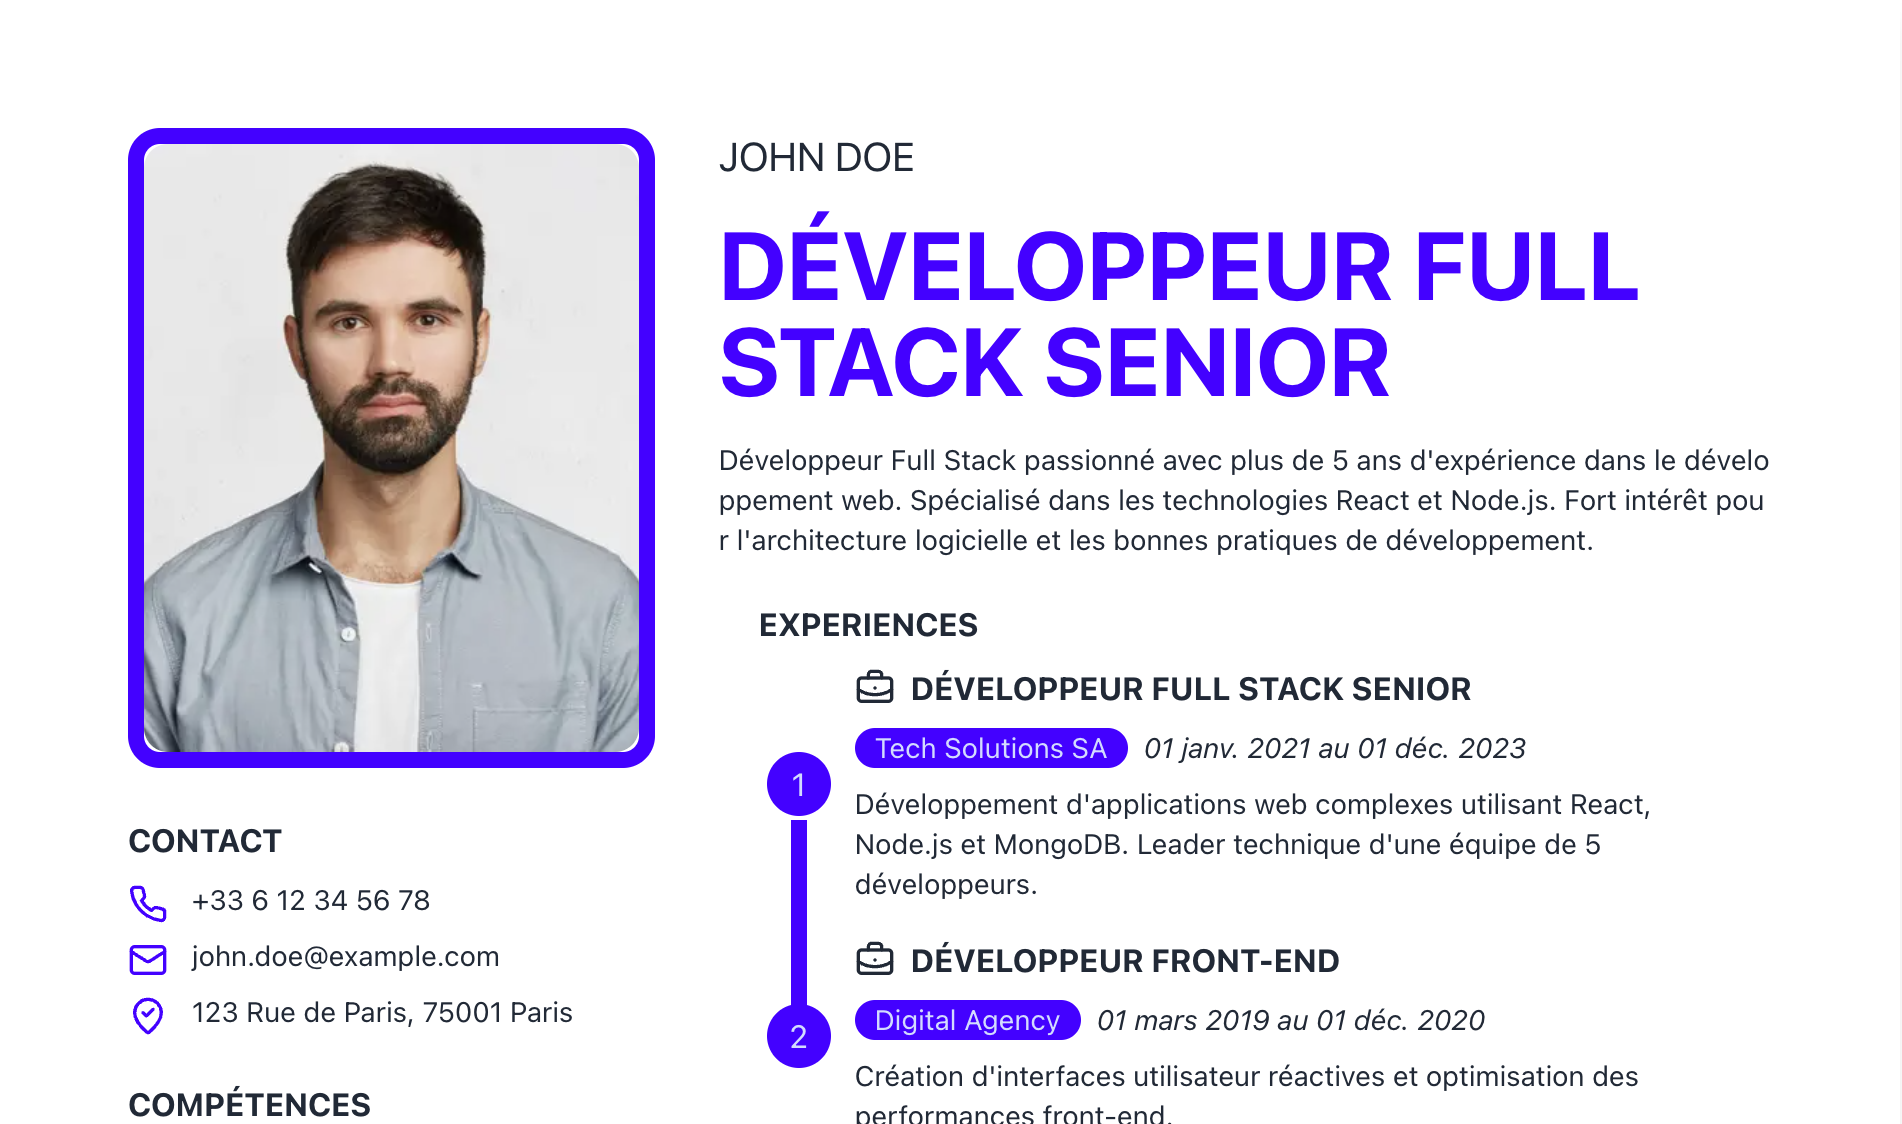 JOHN DOE
DÉVELOPPEUR FULL
STACK SENIOR
Développeur Full Stack passionné avec plus de 5 ans d'expérience dans le dévelo
ppement web. Spécialisé dans les technologies React et Node.js. Fort intérêt pou
r l'architecture logicielle et les bonnes pratiques de développement.
CONTACT
+33 6 12 34 56 78
john.doe@example.com
123 Rue de Paris, 75001 Paris
COMPÉTENCES
EXPERIENCES
1
DÉVELOPPEUR FULL STACK SENIOR
Tech Solutions SA 01 janv. 2021 au 01 déc. 2023
Développement d'applications web complexes utilisant React,
Node.js et MongoDB. Leader technique d'une équipe de 5
développeurs.
2
DÉVELOPPEUR FRONT-END
Digital Agency 01 mars 2019 au 01 déc. 2020
Création d'interfaces utilisateur réactives et optimisation des
performances front-end.